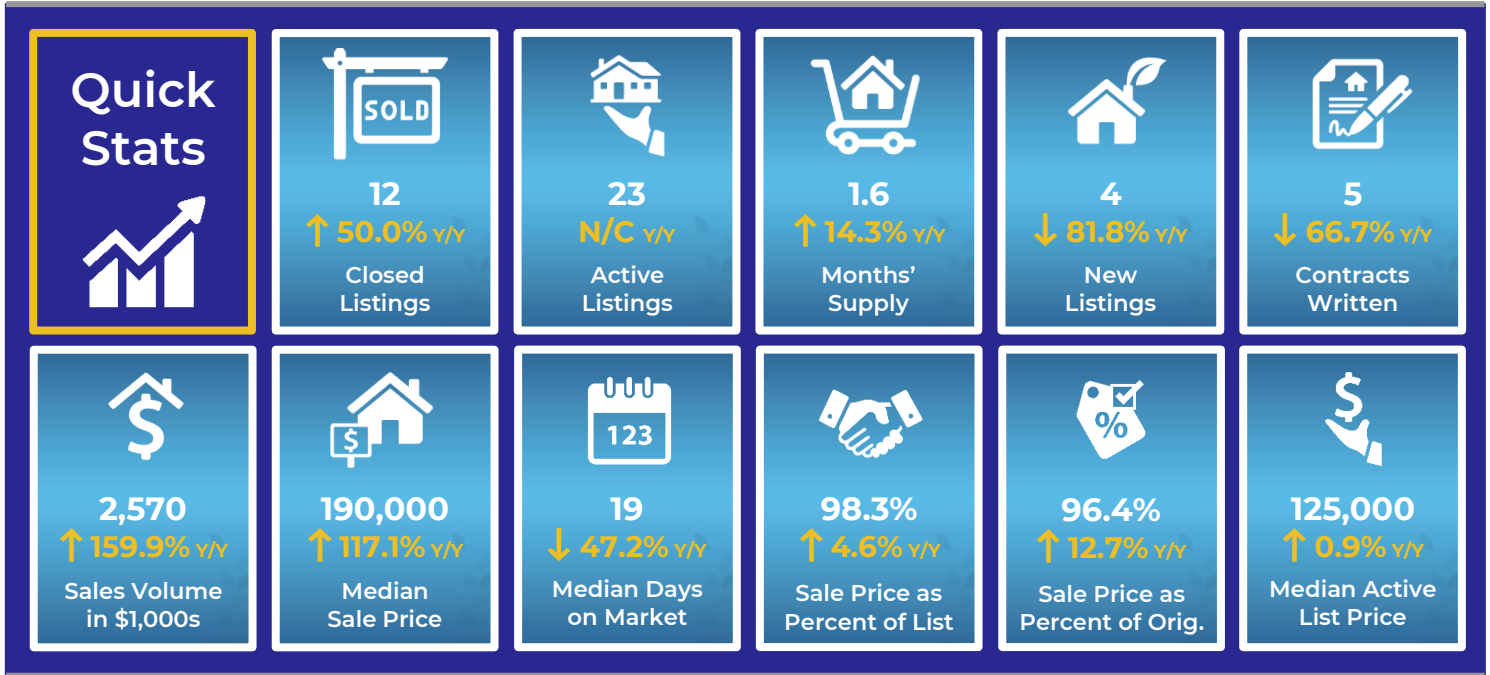 Quick
Stats
SOLD
12
↑ 50.0% Y/Y
Closed
Listings
23
N/C Y/Y
Active
Listings
1.6
↑ 14.3% Y/Y
Months’
Supply
4
↓ 81.8% Y/Y
New
Listings
5
↓ 66.7% Y/Y
Contracts
Written
$
2,570
↑ 159.9% Y/Y
Sales Volume
in $1,000s
$
190,000
↑ 117.1% Y/Y
Median
Sale Price
123
19
↓ 47.2% Y/Y
Median Days
on Market
98.3%
↑ 4.6% Y/Y
Sale Price as
Percent of List
%
96.4%
↑ 12.7% Y/Y
Sale Price as
Percent of Orig.
$
125,000
↑ 0.9% Y/Y
Median Active
List Price